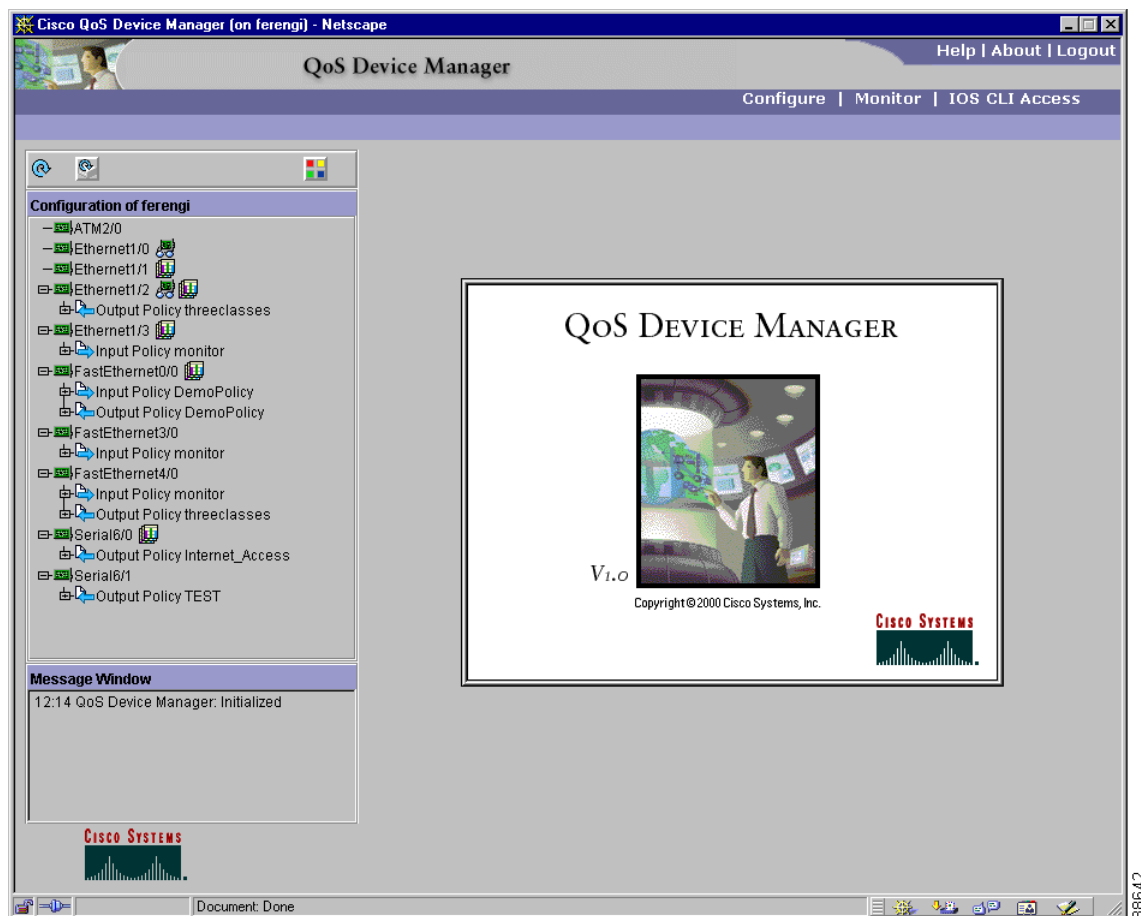 Cisco QoS Device Manager (on ferengi) - Netscape
Help | About | Logout
QoS Device Manager
Configure | Monitor | IOS CLI Access
Configuration of ferengi
ATM2/0
Ethernet1/0
Ethernet1/1
Ethernet1/2
Output Policy threeclasses
Ethernet1/3
Input Policy monitor
FastEthernet0/0
Input Policy DemoPolicy
Output Policy DemoPolicy
FastEthernet3/0
Input Policy monitor
FastEthernet4/0
Input Policy monitor
Output Policy threeclasses
Serial6/0
Output Policy Internet_Access
Serial6/1
Output Policy TEST
Message Window
12:14 QoS Device Manager: Initialized
CISCO SYSTEMS
QOS DEVICE MANAGER
V1.0
Copyright © 2000 Cisco Systems, Inc.
CISCO SYSTEMS
Document: Done